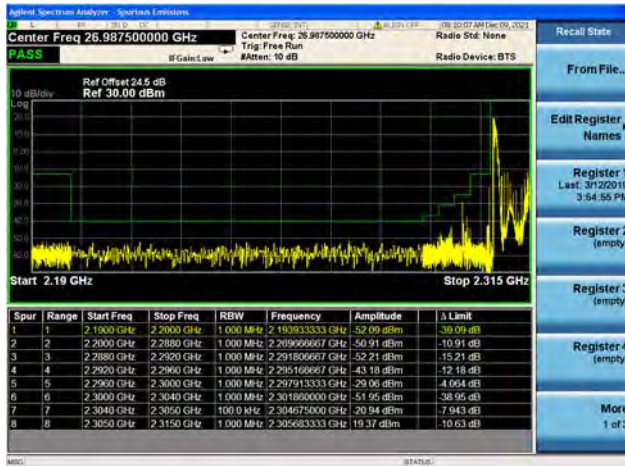 Agilent Spectrum Analyzer - Spurious Emissions
SENSE:INT ALIGN OFF 09:10:07 AM Dec 09, 2021
Center Freq 26.987500000 GHz
Center Freq: 26.987500000 GHz
Radio Std: None
Trig: Free Run
PASS
IFGain:Low
#Atten: 10 dB
Radio Device: BTS
Ref Offset 24.5 dB
10 dB/div Ref 30.00 dBm
Log
Start 2.19 GHz
Stop 2.315 GHz
Spur Range Start Freq Stop Freq RBW Frequency Amplitude Δ Limit
1 1 2.1900 GHz 2.2000 GHz 1.000 MHz 2.193933333 GHz -52.09 dBm -39.09 dB
2 2 2.2000 GHz 2.2880 GHz 1.000 MHz 2.269666667 GHz -50.91 dBm -10.91 dB
3 3 2.2880 GHz 2.2920 GHz 1.000 MHz 2.291806667 GHz -52.21 dBm -15.21 dB
4 4 2.2920 GHz 2.2960 GHz 1.000 MHz 2.295166667 GHz -43.18 dBm -12.18 dB
5 5 2.2960 GHz 2.3000 GHz 1.000 MHz 2.297913333 GHz -29.06 dBm -4.064 dB
6 6 2.3000 GHz 2.3040 GHz 1.000 MHz 2.301860000 GHz -51.95 dBm -38.95 dB
7 7 2.3040 GHz 2.3050 GHz 100.0 kHz 2.304675000 GHz -20.94 dBm -7.943 dB
8 8 2.3050 GHz 2.3150 GHz 1.000 MHz 2.305683333 GHz 19.37 dBm -10.63 dB
MSG
STATUS
Recall State
From File...
Edit Register
Names
Register 1
Last: 3/12/2019
3:54:55 PM
Register 2
(empty
Register 3
(empty
Register 4
(empty
More
1 of